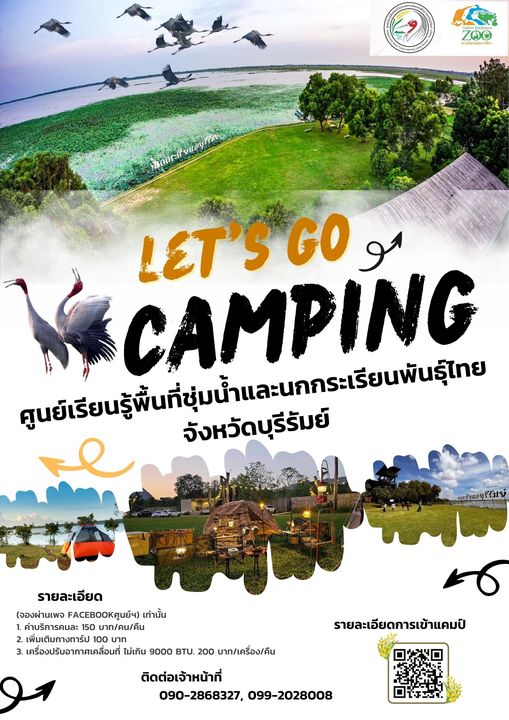 ZOO
LET'S GO
CAMPING
ศูนย์เรียนรู้พื้นที่ชุ่มน้ำและนกกระเรียนพันธุ์ไทย
จังหวัดบุรีรัมย์
รายละเอียด
(จองผ่านเพจ FACEBOOKศูนย์ฯ) เท่านั้น
1. ค่าบริการคนละ 150 บาท/คน/คืน
2. เพิ่มเติมกางทาร์ป 100 บาท
3. เครื่องปรับอากาศเคลื่อนที่ ไม่เกิน 9000 BTU. 200 บาท/เครื่อง/คืน
รายละเอียดการเข้าแคมป์
ติดต่อเจ้าหน้าที่
090-2868327, 099-2028008